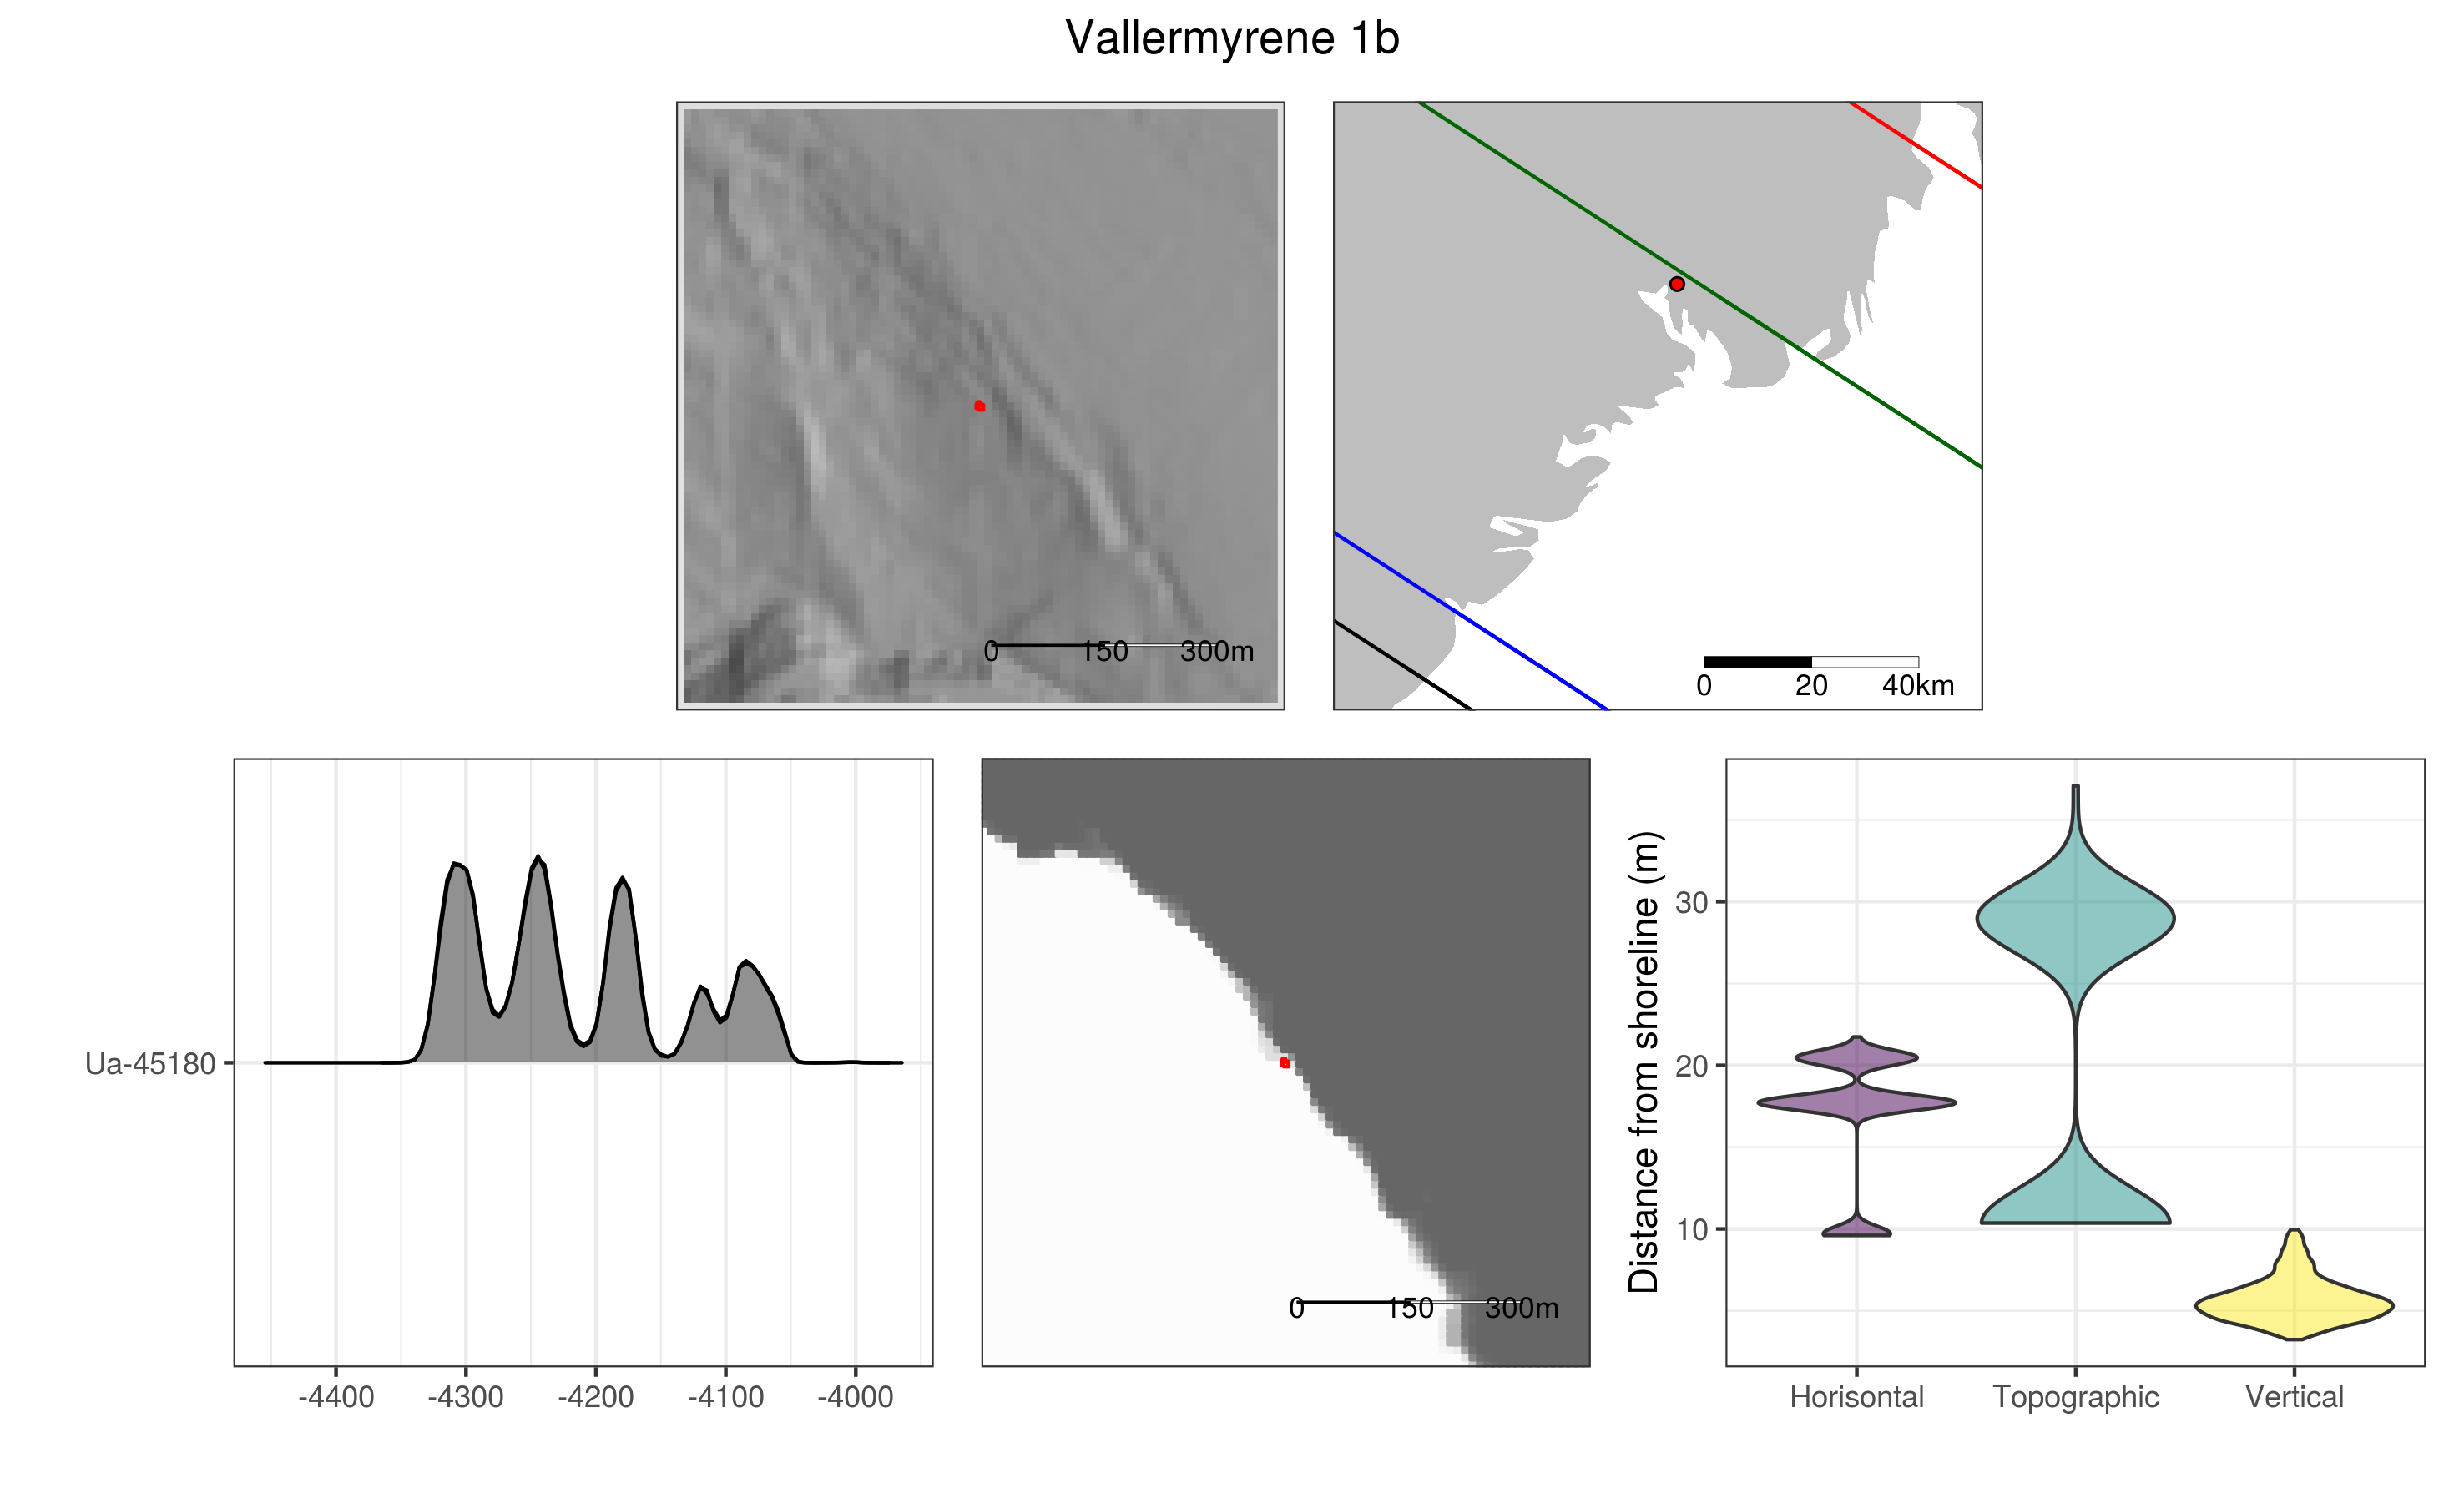 Vallermyrene 1b
0 150 300m
0 20 40km
Ua-45180
-4400 -4300 -4200 -4100 -4000
0 150 300m
Distance from shoreline (m)
30
20
10
Horisontal Topographic Vertical